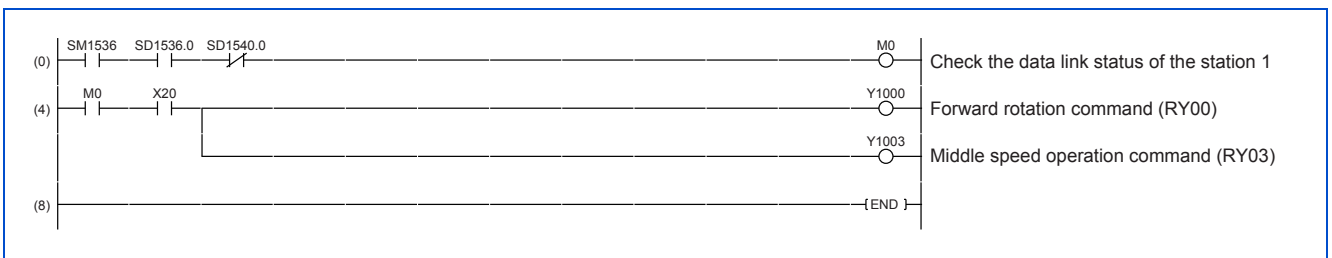 SM1536 SD1536.0 SD1540.0 M0
(0) Check the data link status of the station 1
M0 X20 Y1000
(4) Forward rotation command (RY00)
Y1003
Middle speed operation command (RY03)
(8) END